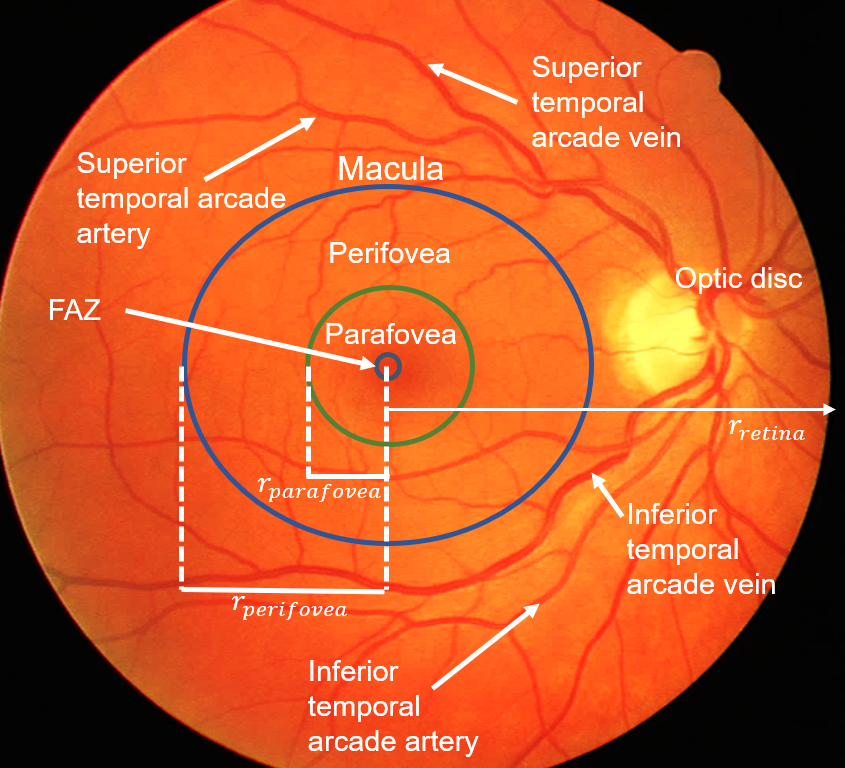 Superior
temporal
arcade vein
Superior
temporal arcade
artery
Macula
Perifovea
Optic disc
FAZ
Parafovea
r_retina
r_parafovea
Inferior
temporal
arcade vein
r_perifovea
Inferior
temporal
arcade artery